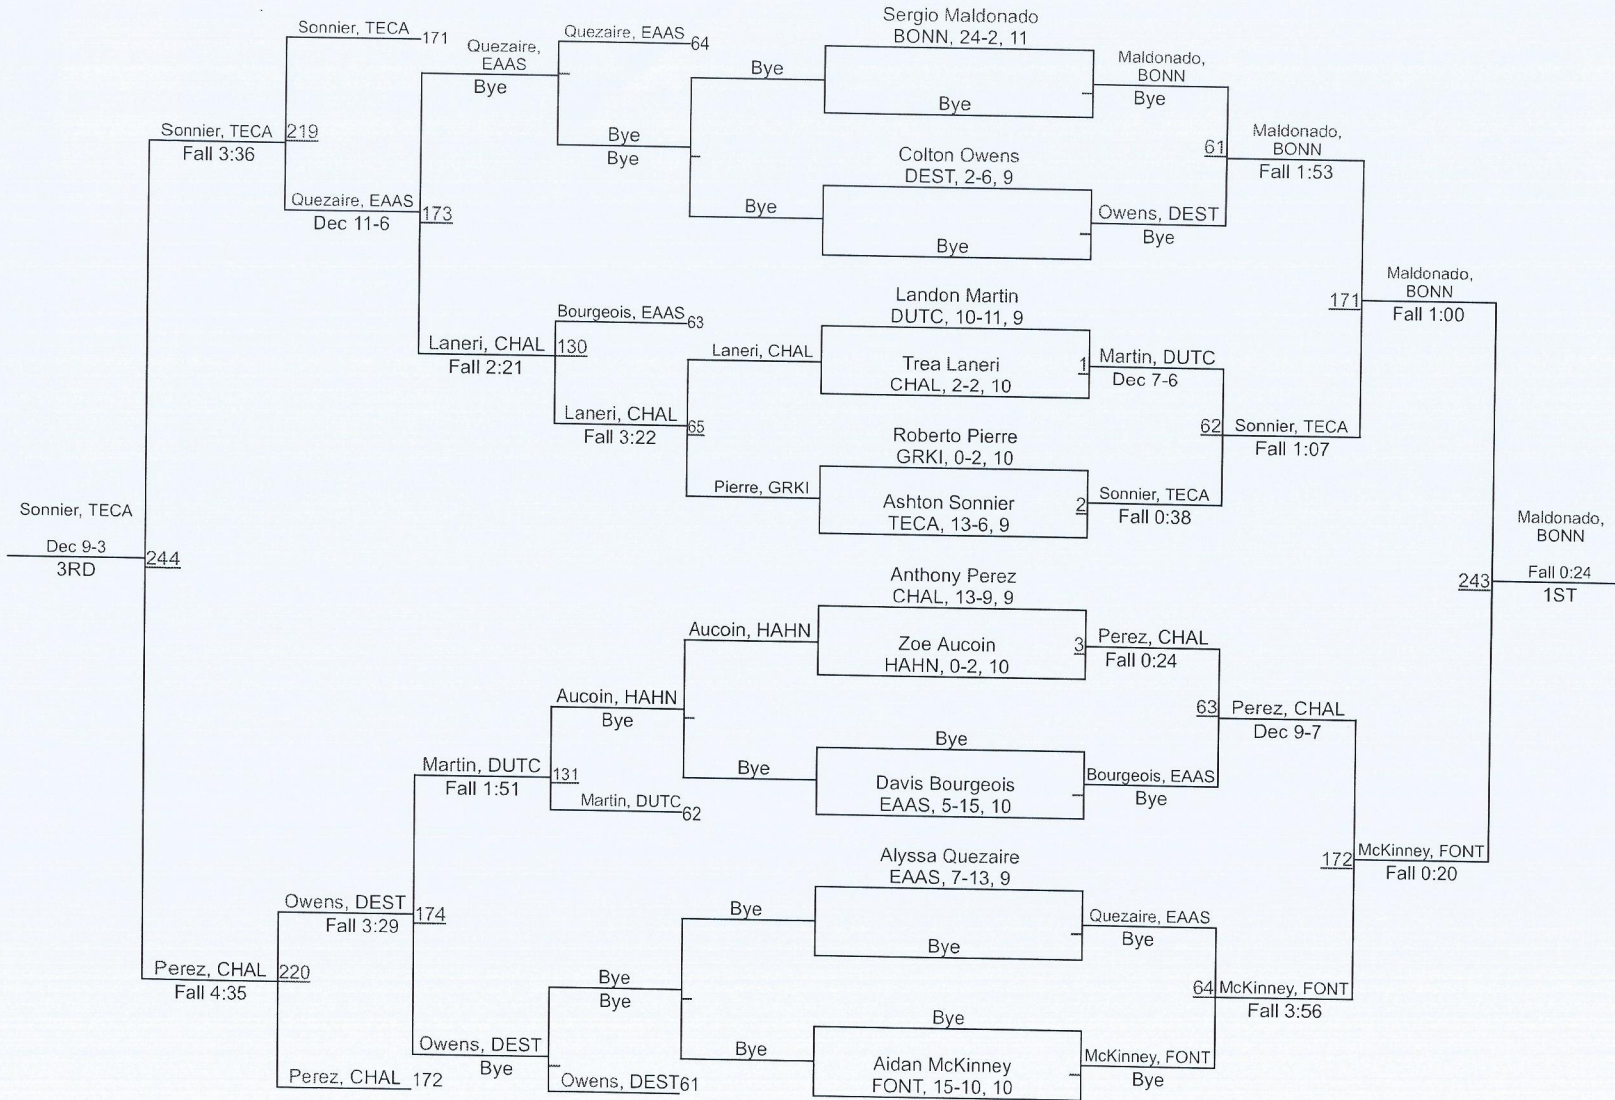 Sergio Maldonado
BONN, 24-2, 11
Bye
Colton Owens
DEST, 2-6, 9
Bye
Landon Martin
DUTC, 10-11, 9
Trea Laneri
CHAL, 2-2, 10
1
Roberto Pierre
GRKI, 0-2, 10
Ashton Sonnier
TECA, 13-6, 9
2
Anthony Perez
CHAL, 13-9, 9
Zoe Aucoin
HAHN, 0-2, 10
3
Bye
Davis Bourgeois
EAAS, 5-15, 10
Alyssa Quezaire
EAAS, 7-13, 9
Bye
Bye
Aidan McKinney
FONT, 15-10, 10
Maldonado,
BONN
Bye
61
Owens, DEST
Bye
Martin, DUTC
Dec 7-6
62
Sonnier, TECA
Fall 0:38
Perez, CHAL
Fall 0:24
63
Bourgeois, EAAS
Bye
Quezaire, EAAS
Bye
64
McKinney, FONT
Bye
Maldonado,
BONN
Fall 1:53
171
Sonnier, TECA
Fall 1:07
Perez, CHAL
Dec 9-7
172
McKinney, FONT
Fall 3:56
Maldonado,
BONN
Fall 1:00
243
McKinney, FONT
Fall 0:20
Maldonado,
BONN
Fall 0:24
1ST
Bye
Bye
Laneri, CHAL
Pierre, GRKI
Aucoin, HAHN
Bye
Bye
Bye
Quezaire, EAAS
64
Bye
Bye
Bourgeois, EAAS
63
Laneri, CHAL
Fall 3:22
65
Aucoin, HAHN
Bye
Martin, DUTC
62
Bye
Bye
Owens, DEST
61
Quezaire,
EAAS
Bye
Laneri, CHAL
Fall 2:21
130
Martin, DUTC
Fall 1:51
131
Owens, DEST
Bye
Sonnier, TECA
171
Quezaire, EAAS
Dec 11-6
173
Owens, DEST
Fall 3:29
174
Perez, CHAL
172
Sonnier, TECA
Fall 3:36
219
Perez, CHAL
Fall 4:35
220
Sonnier, TECA
Dec 9-3
3RD
244